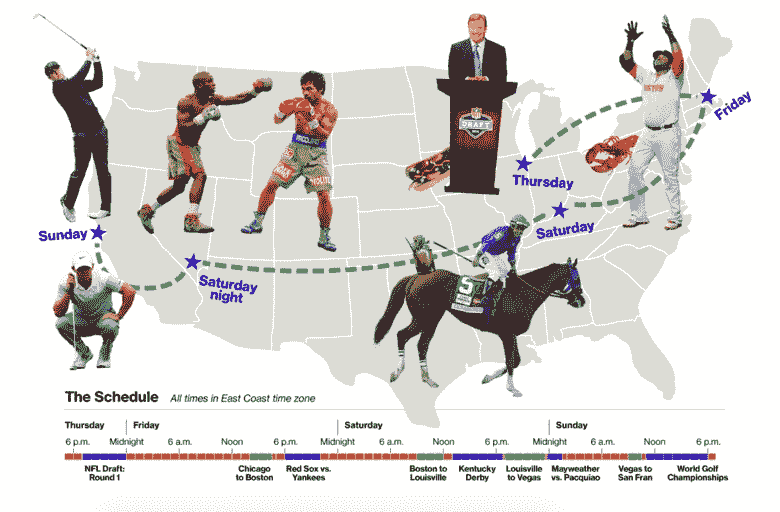 NFL
DRAFT
BOSTON
Friday
Thursday
Saturday
Sunday
Saturday
night
5
The Schedule All times in East Coast time zone
Thursday Friday Saturday Sunday
6 p.m. Midnight 6 a.m. Noon 6 p.m. Midnight 6 a.m. Noon 6 p.m. Midnight 6 a.m. Noon 6 p.m.
NFL Draft:
Round 1
Chicago
to Boston
Red Sox vs.
Yankees
Boston to
Louisville
Kentucky
Derby
Louisville
to Vegas
Mayweather
vs. Pacquiao
Vegas to
San Fran
World Golf
Championships